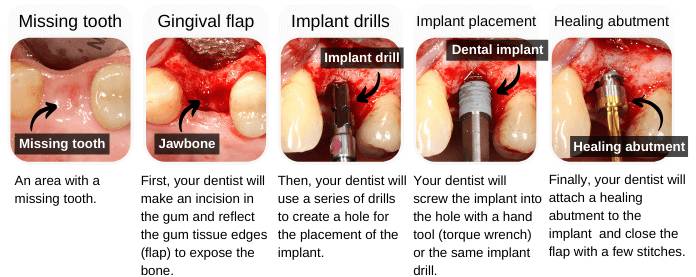 Missing tooth
Missing tooth
An area with a
missing tooth.
Gingival flap
Jawbone
First, your dentist will
make an incision in
the gum and reflect
the gum tissue edges
(flap) to expose the
bone.
Implant drills
Implant drill
Then, your dentist will
use a series of drills
to create a hole for
the placement of the
implant.
Implant placement
Dental implant
Your dentist will
screw the implant into
the hole with a hand
tool (torque wrench)
or the same implant
drill.
Healing abutment
Healing abutment
Finally, your dentist will
attach a healing
abutment to the
implant and close the
flap with a few stitches.